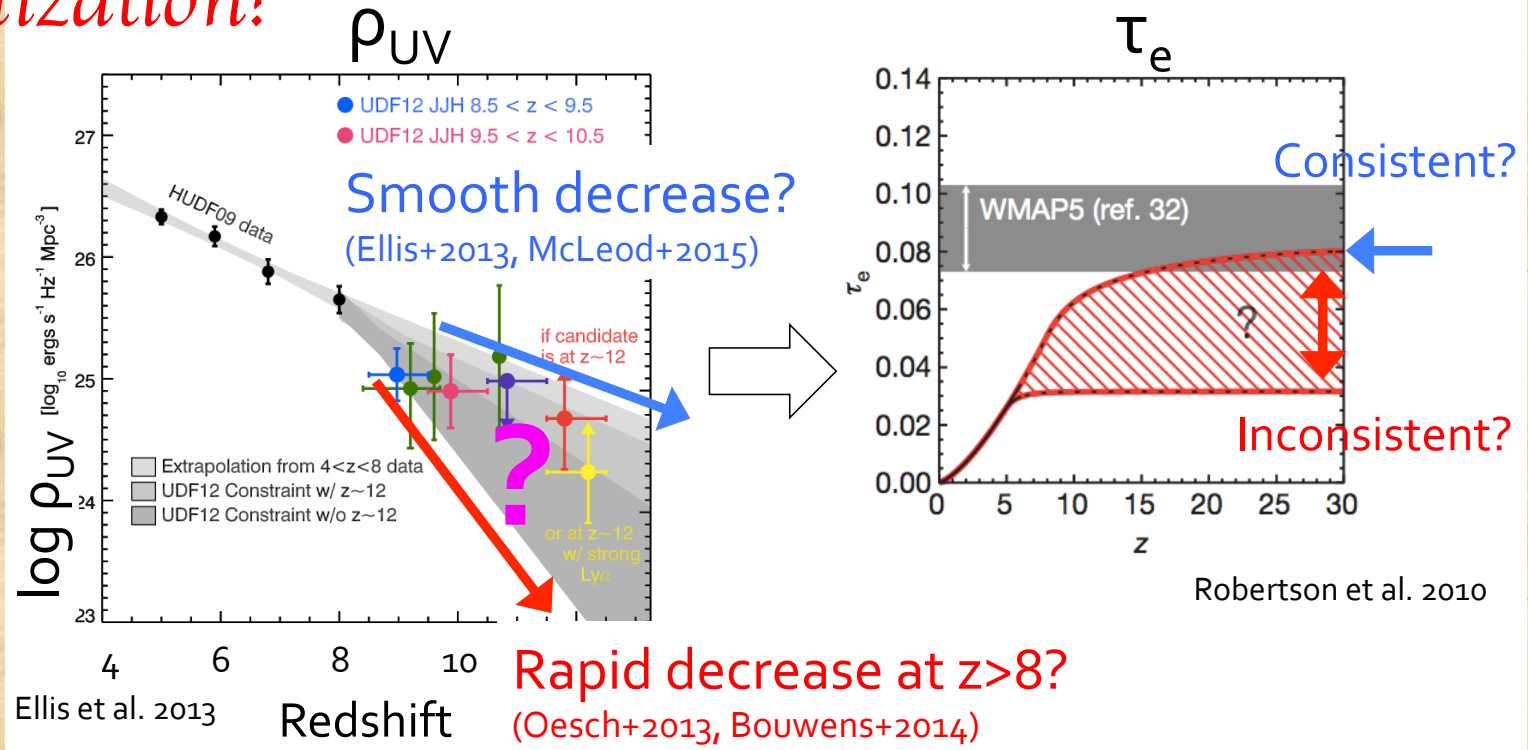 ization?
ρUV
τe
UDF12 JJH 8.5 < z < 9.5
UDF12 JJH 9.5 < z < 10.5
HUDF09 data
Smooth decrease?
(Ellis+2013, McLeod+2015)
if candidate
is at z~12
?
Extrapolation from 4<z<8 data
UDF12 Constraint w/ z~12
UDF12 Constraint w/o z~12
or at z~12
w/ strong
Lyα
log ρUV [log10 ergs s-1 Hz-1 Mpc-3]
27
26
25
24
23
4 6 8 10
Redshift
Ellis et al. 2013
Rapid decrease at z>8?
(Oesch+2013, Bouwens+2014)
0.14
0.12
0.10
0.08
0.06
0.04
0.02
0.00
τe
WMAP5 (ref. 32)
?
Consistent?
Inconsistent?
0 5 10 15 20 25 30
z
Robertson et al. 2010